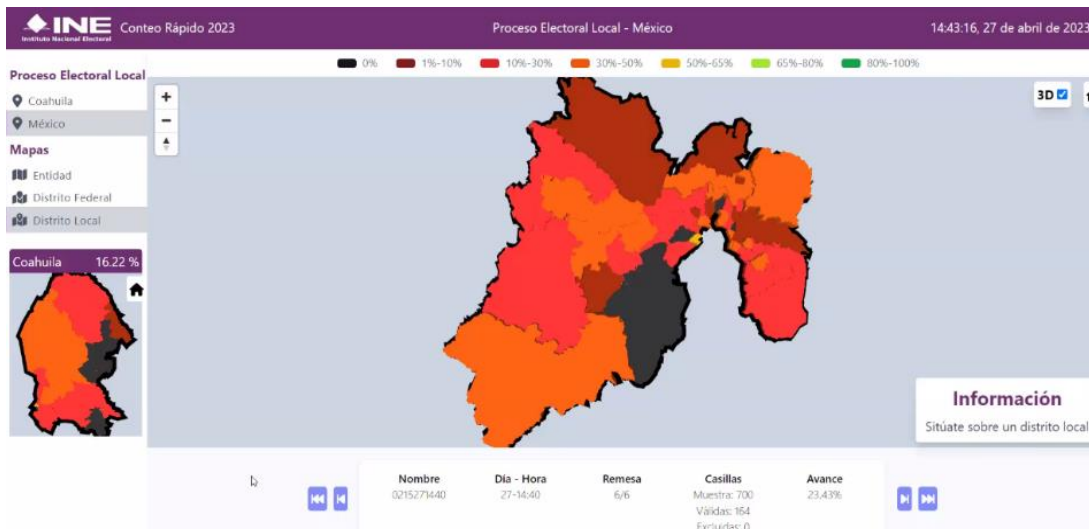 INE
Instituto Nacional Electoral
Conteo Rápido 2023
Proceso Electoral Local - México
14:43:16, 27 de abril de 2023
0%
1%-10%
10%-30%
30%-50%
50%-65%
65%-80%
80%-100%
Proceso Electoral Local
Coahuila
México
Mapas
Entidad
Distrito Federal
Distrito Local
Coahuila 16.22 %
+
−
3D
Información
Sitúate sobre un distrito local
Nombre
0215271440
Día - Hora
27-14:40
Remesa
6/6
Casillas
Muestra: 700
Válidas: 164
Excluidas: 0
Avance
23.43%